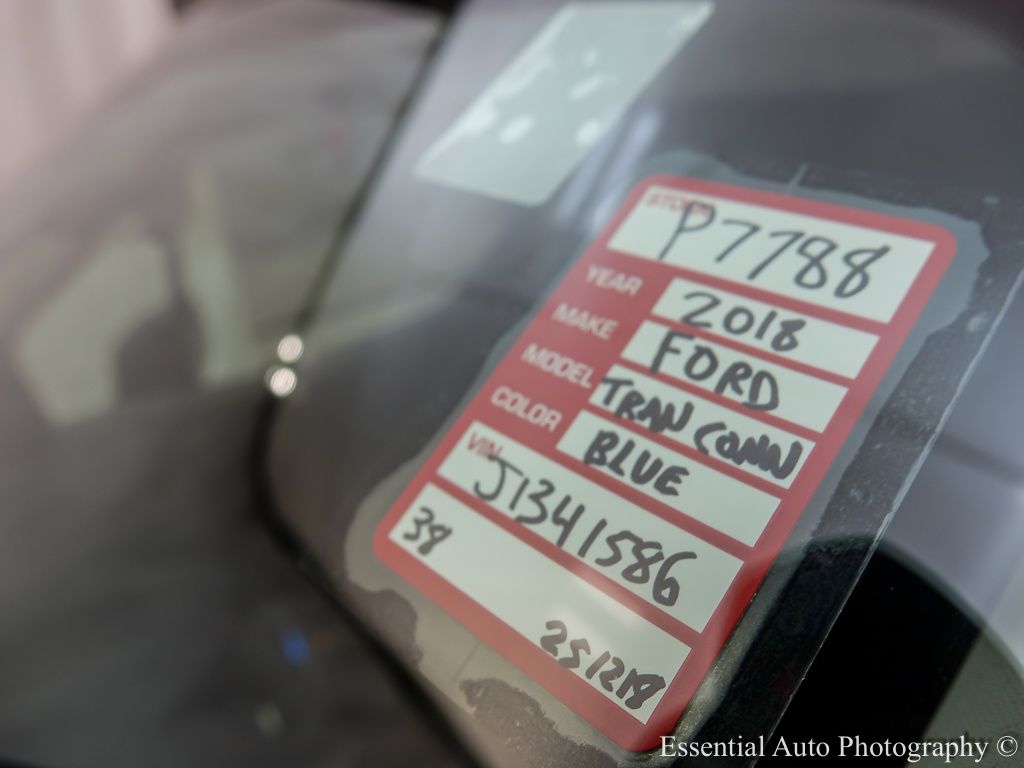 STOCK P7788
YEAR 2018
MAKE FORD
MODEL TRAN CONN
COLOR BLUE
VIN J1341586
38
251218
Essential Auto Photography ©